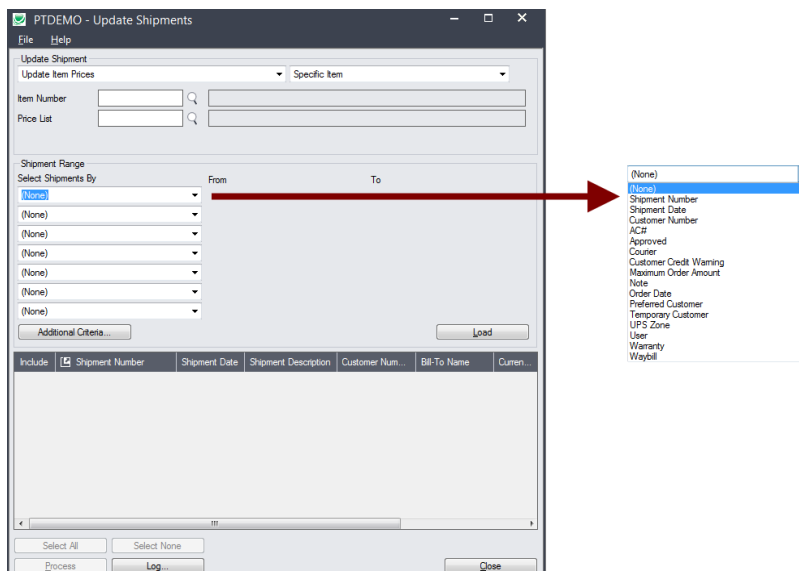 PTDEMO - Update Shipments
File Help
Update Shipment
Update Item Prices Specific Item
Item Number
Price List
Shipment Range
Select Shipments By From To
(None)
(None)
(None)
(None)
(None)
(None)
(None)
Additional Criteria... Load
Include Shipment Number Shipment Date Shipment Description Customer Num... Bill-To Name Curren...
Select All Select None
Process Log... Close
(None)
(None)
Shipment Number
Shipment Date
Customer Number
AC#
Approved
Courier
Customer Credit Warning
Maximum Order Amount
Note
Order Date
Preferred Customer
Temporary Customer
UPS Zone
User
Warranty
Waybill